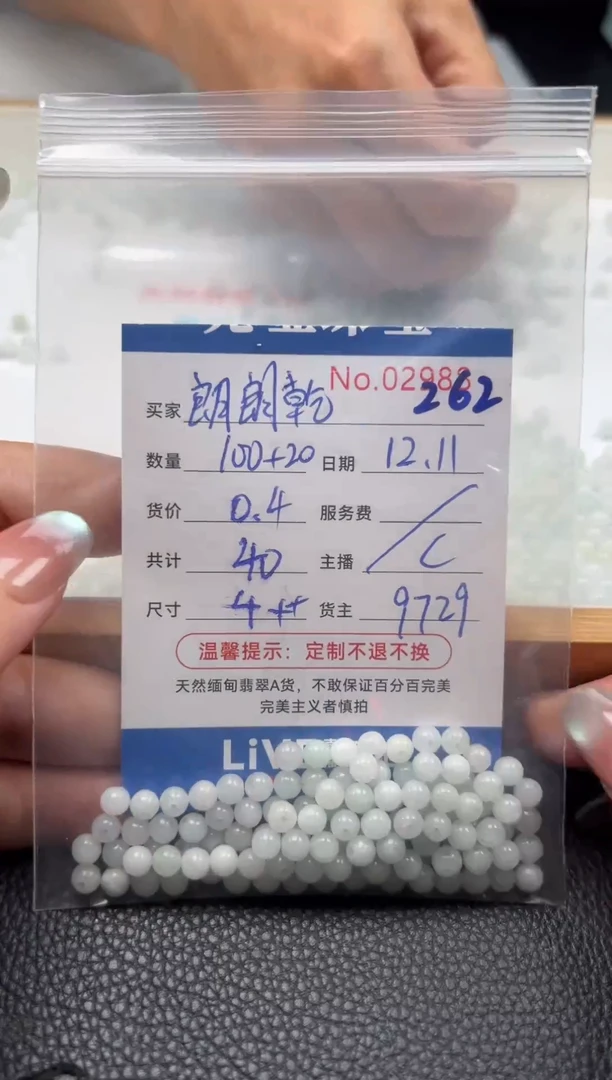 No.02983 262
买家 朗朗乾
数量 100+20 日期 12.11
货价 0.4 服务费 /
共计 40 主播 C
尺寸 4++ 货主 9729
温馨提示：定制不退不换
天然缅甸翡翠A货，不敢保证百分百完美
完美主义者慎拍